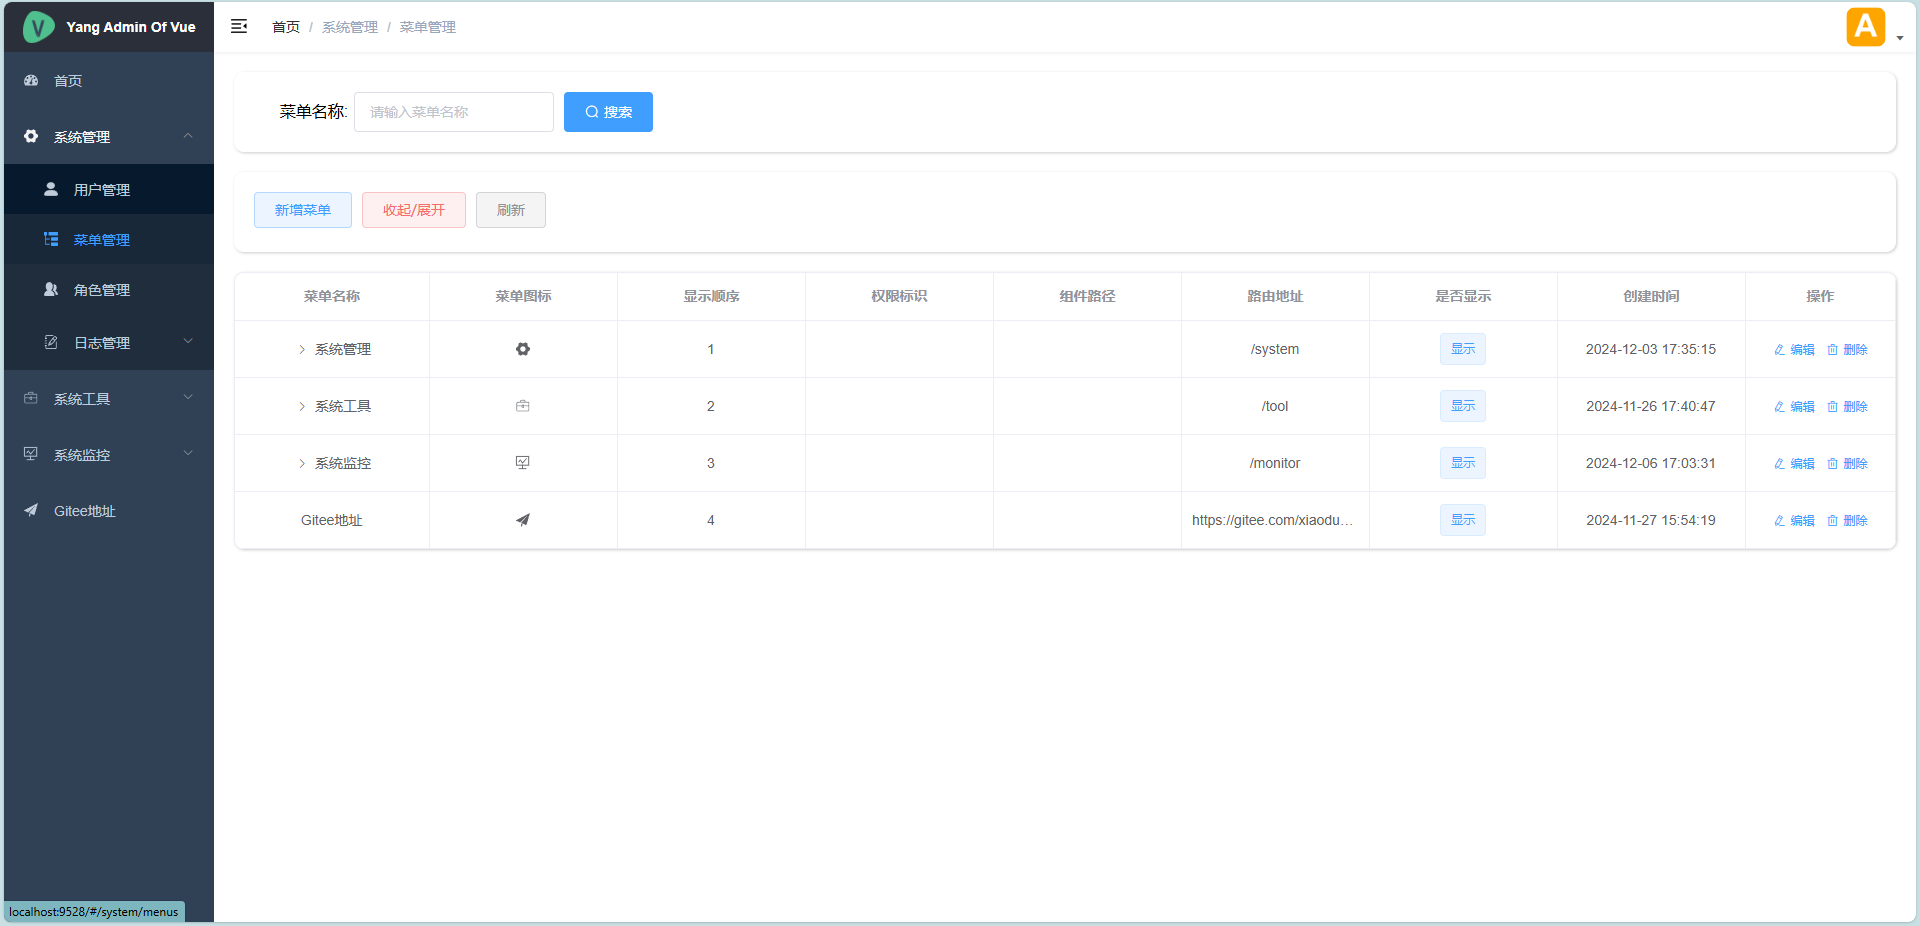 Yang Admin Of Vue
首页 / 系统管理 / 菜单管理
A
首页
系统管理
用户管理
菜单管理
角色管理
日志管理
系统工具
系统监控
Gitee地址
菜单名称: 请输入菜单名称 搜索
新增菜单 收起/展开 刷新
菜单名称 菜单图标 显示顺序 权限标识 组件路径 路由地址 是否显示 创建时间 操作
系统管理 1 /system 显示 2024-12-03 17:35:15 编辑 删除
系统工具 2 /tool 显示 2024-11-26 17:40:47 编辑 删除
系统监控 3 /monitor 显示 2024-12-06 17:03:31 编辑 删除
Gitee地址 4 https://gitee.com/xiaodu… 显示 2024-11-27 15:54:19 编辑 删除
localhost:9528/#/system/menus